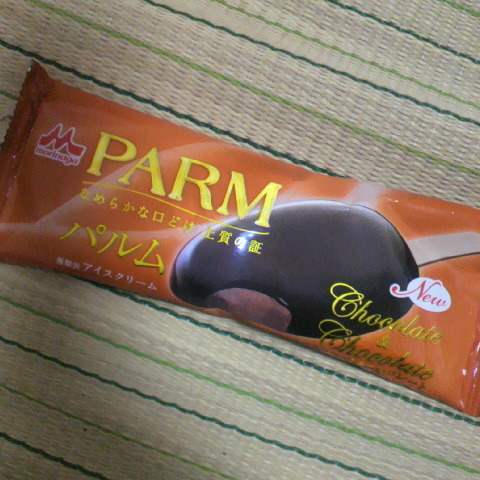 morinaga
PARM
なめらかな口どけ 上質の証
パルム
種類別 アイスクリーム
New
Chocolate
&
Chocolate